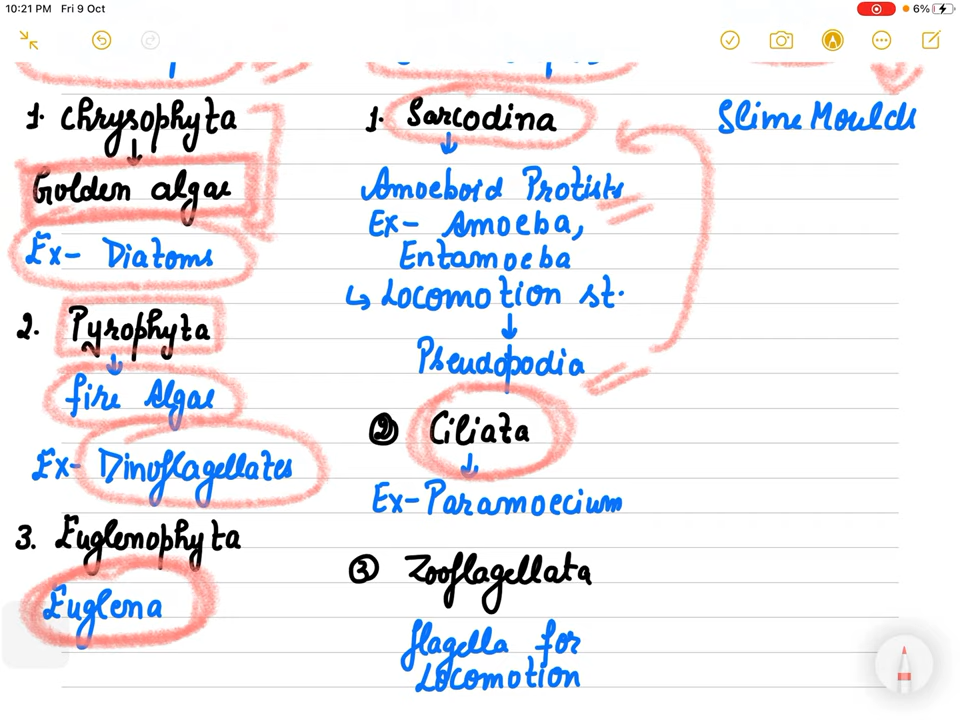 10:21 PM Fri 9 Oct
6%
1. Chrysophyta
Golden algae
Ex- Diatoms
2. Pyrophyta
fire Algae
Ex- Dinoflagellates
3. Euglenophyta
Euglena
1. Sarcodina
Amoeboid Protists
Ex- Amoeba,
Entamoeba
↳ Locomotion st.
Pseudopodia
② Ciliata
Ex- Paramoecium
③ Zooflagellata
flagella for
Locomotion
Slime Moulds